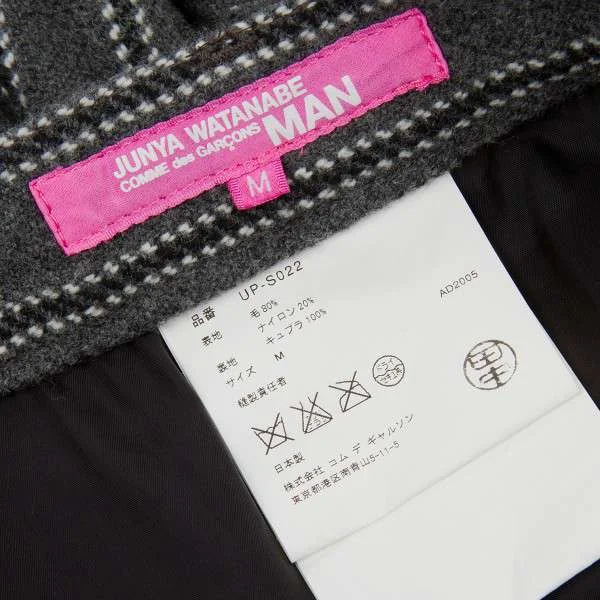 JUNYA WATANABE
COMME des GARÇONS MAN
M
品番 UP-S022
表地 毛 80%
ナイロン 20%
裏地 キュプラ 100%
サイズ M
縫製責任者
AD2005
ドライ
日本製
株式会社 コム デ ギャルソン
東京都港区南青山5-11-5